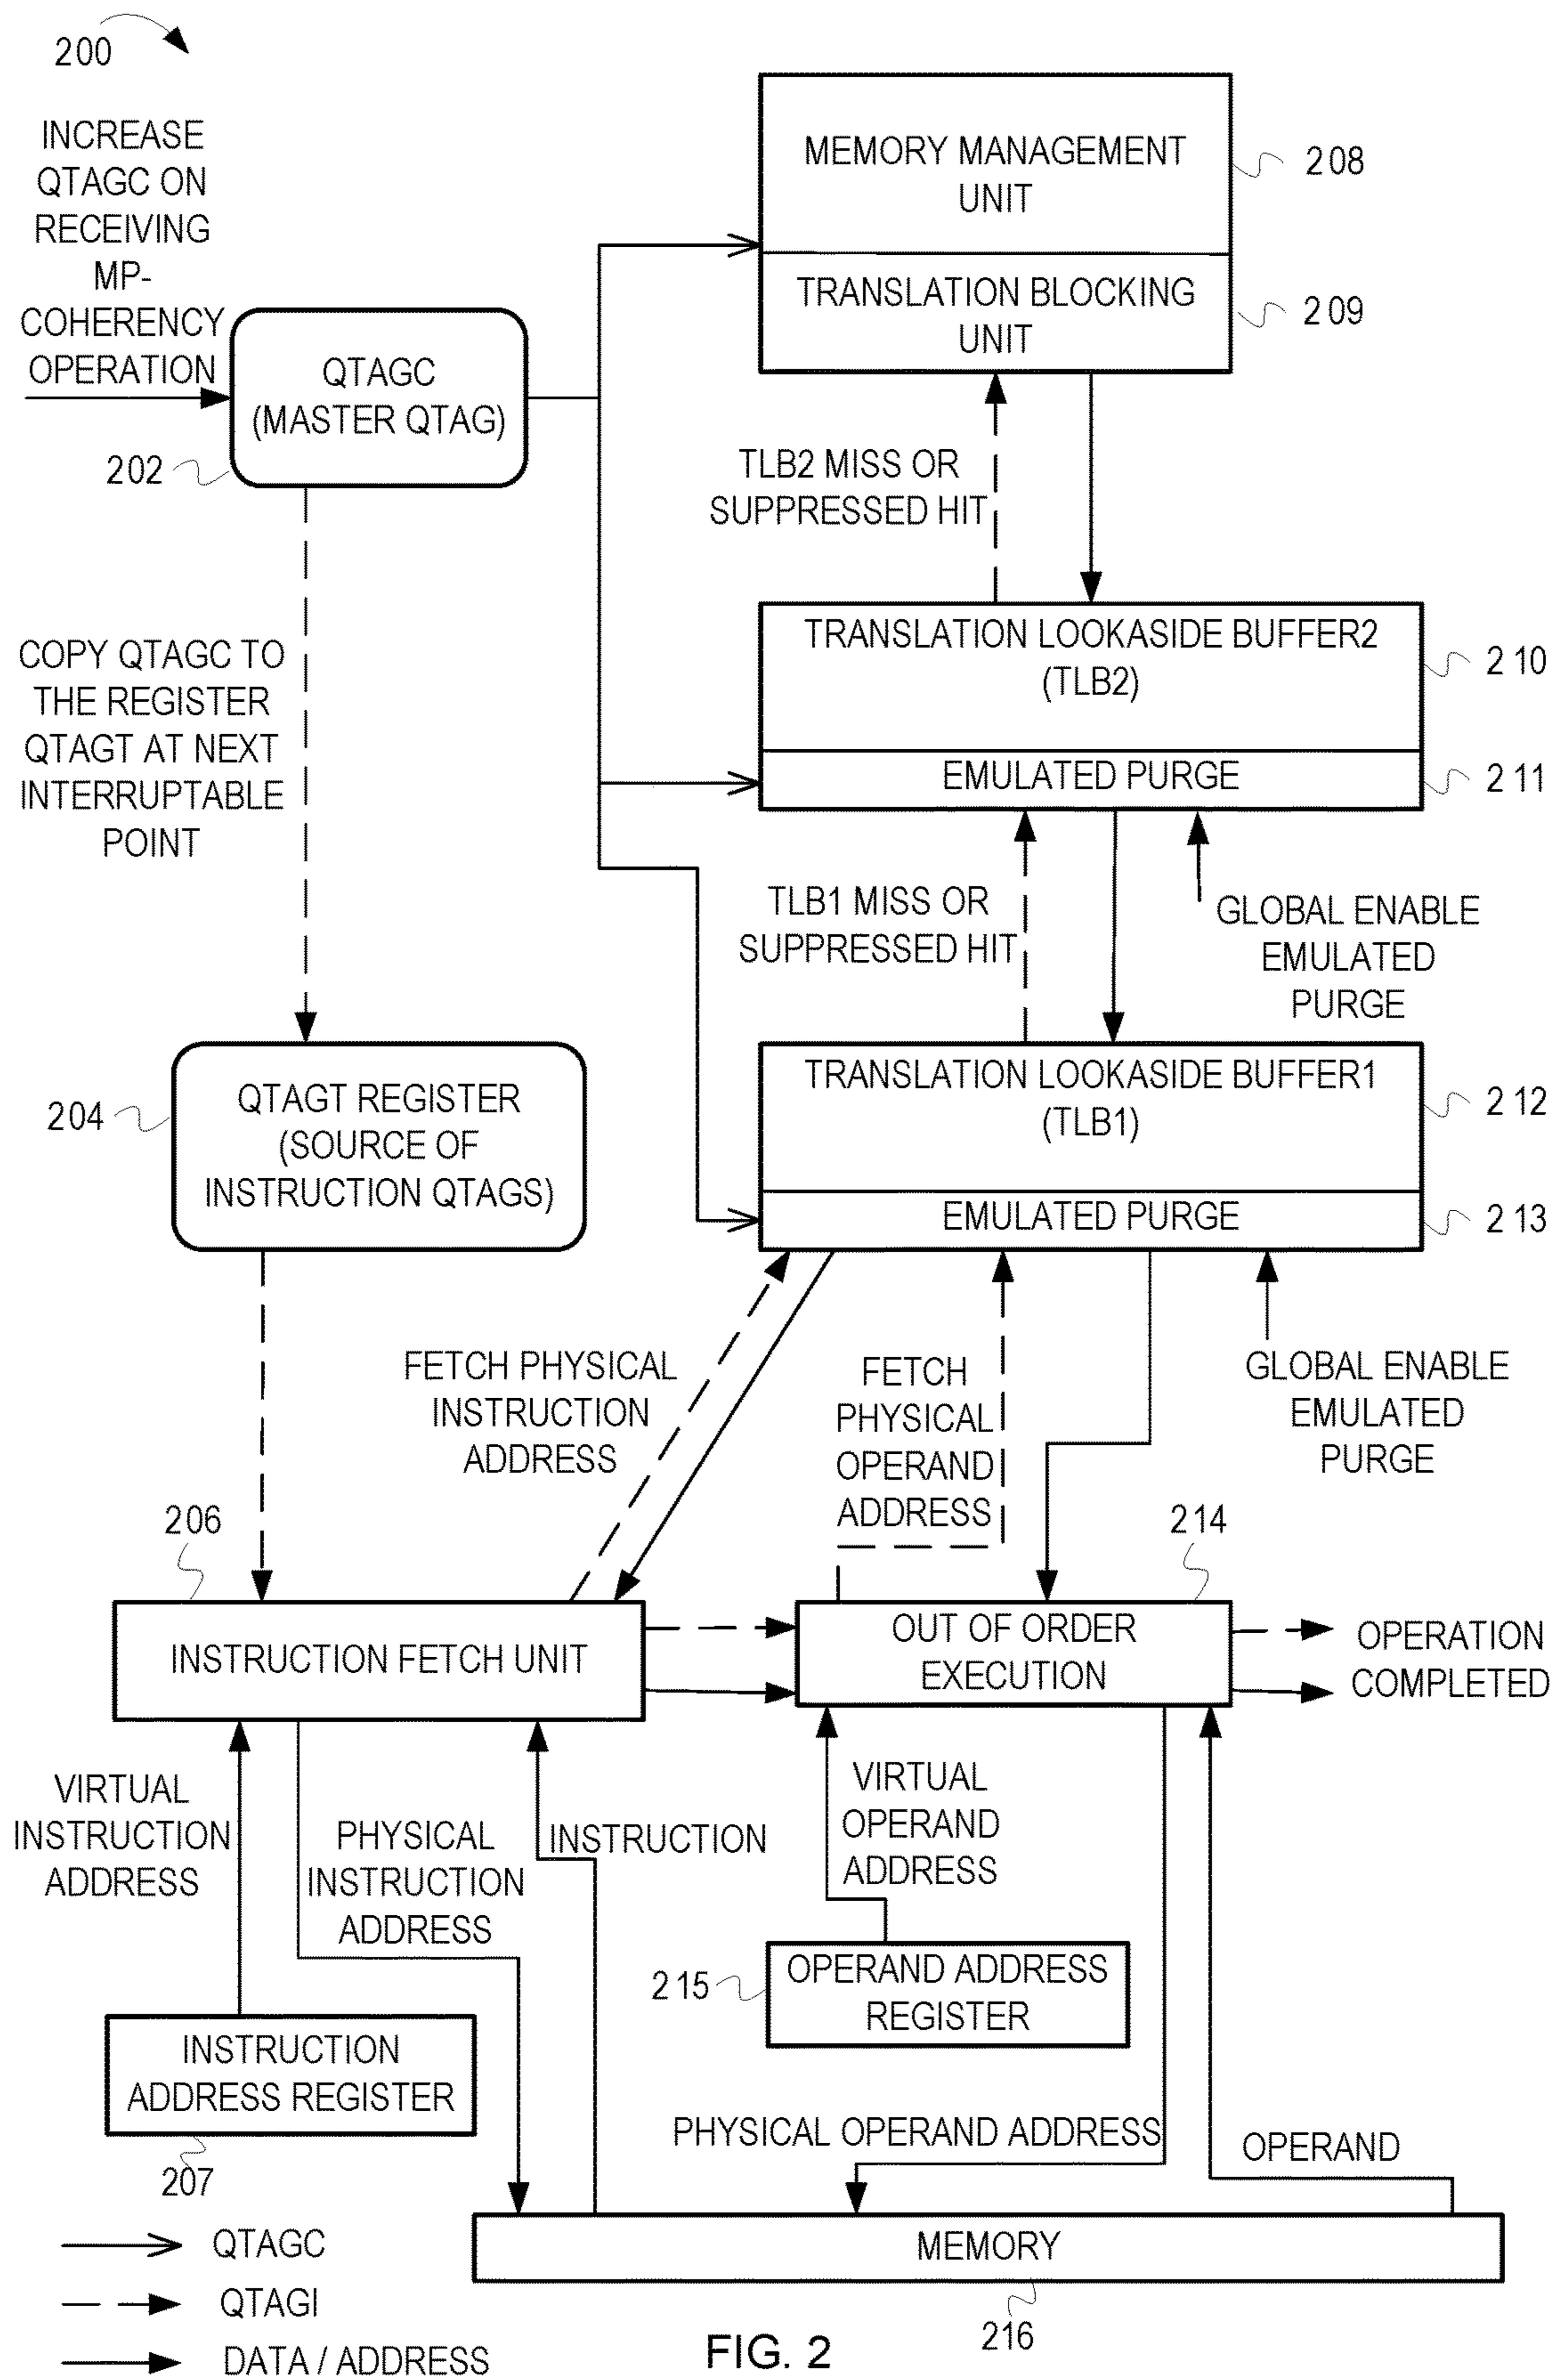 200
INCREASE
QTAGC ON
RECEIVING
MP-
COHERENCY
OPERATION
QTAGC
(MASTER QTAG)
202
MEMORY MANAGEMENT
UNIT
208
TRANSLATION BLOCKING
UNIT
209
TLB2 MISS OR
SUPPRESSED HIT
COPY QTAGC TO
THE REGISTER
QTAGT AT NEXT
INTERRUPTABLE
POINT
TRANSLATION LOOKASIDE BUFFER2
(TLB2)
210
EMULATED PURGE
211
TLB1 MISS OR
SUPPRESSED HIT
GLOBAL ENABLE
EMULATED
PURGE
204
QTAGT REGISTER
(SOURCE OF
INSTRUCTION QTAGS)
TRANSLATION LOOKASIDE BUFFER1
(TLB1)
212
EMULATED PURGE
213
FETCH PHYSICAL
INSTRUCTION
ADDRESS
FETCH
PHYSICAL
OPERAND
ADDRESS
GLOBAL ENABLE
EMULATED
PURGE
206
214
INSTRUCTION FETCH UNIT
OUT OF ORDER
EXECUTION
OPERATION
COMPLETED
VIRTUAL
INSTRUCTION
ADDRESS
PHYSICAL
INSTRUCTION
ADDRESS
INSTRUCTION
VIRTUAL
OPERAND
ADDRESS
215
OPERAND ADDRESS
REGISTER
INSTRUCTION
ADDRESS REGISTER
207
PHYSICAL OPERAND ADDRESS
OPERAND
MEMORY
216
QTAGC
QTAGI
DATA / ADDRESS
FIG. 2